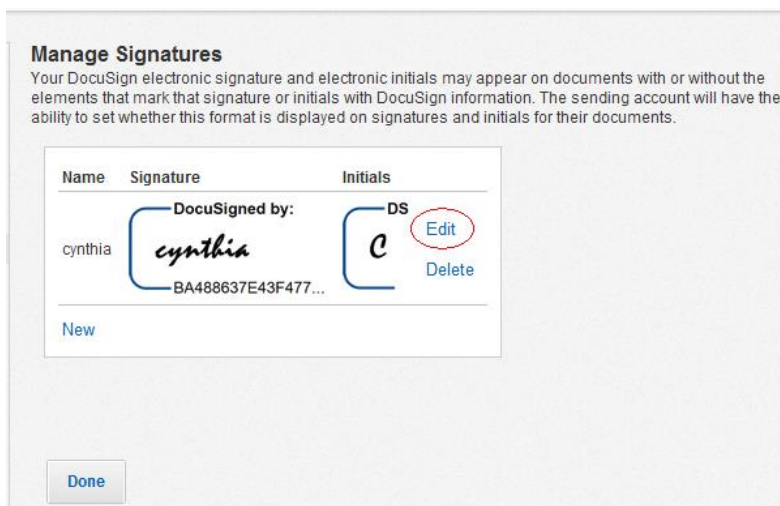 Manage Signatures
Your DocuSign electronic signature and electronic initials may appear on documents with or without the
elements that mark that signature or initials with DocuSign information. The sending account will have the
ability to set whether this format is displayed on signatures and initials for their documents.
Name Signature Initials
DocuSigned by: DS
Edit
cynthia cynthia C
Delete
BA488637E43F477...
New
Done